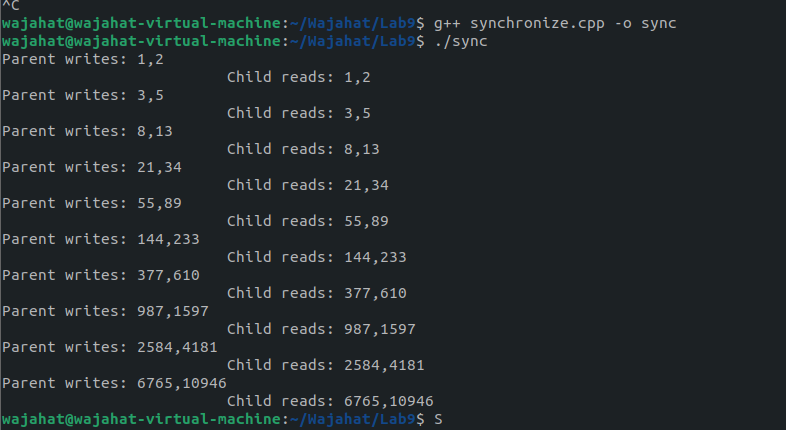 ^C
wajahat@wajahat-virtual-machine:~/Wajahat/Lab9$ g++ synchronize.cpp -o sync
wajahat@wajahat-virtual-machine:~/Wajahat/Lab9$ ./sync
Parent writes: 1,2
Child reads: 1,2
Parent writes: 3,5
Child reads: 3,5
Parent writes: 8,13
Child reads: 8,13
Parent writes: 21,34
Child reads: 21,34
Parent writes: 55,89
Child reads: 55,89
Parent writes: 144,233
Child reads: 144,233
Parent writes: 377,610
Child reads: 377,610
Parent writes: 987,1597
Child reads: 987,1597
Parent writes: 2584,4181
Child reads: 2584,4181
Parent writes: 6765,10946
Child reads: 6765,10946
wajahat@wajahat-virtual-machine:~/Wajahat/Lab9$ S